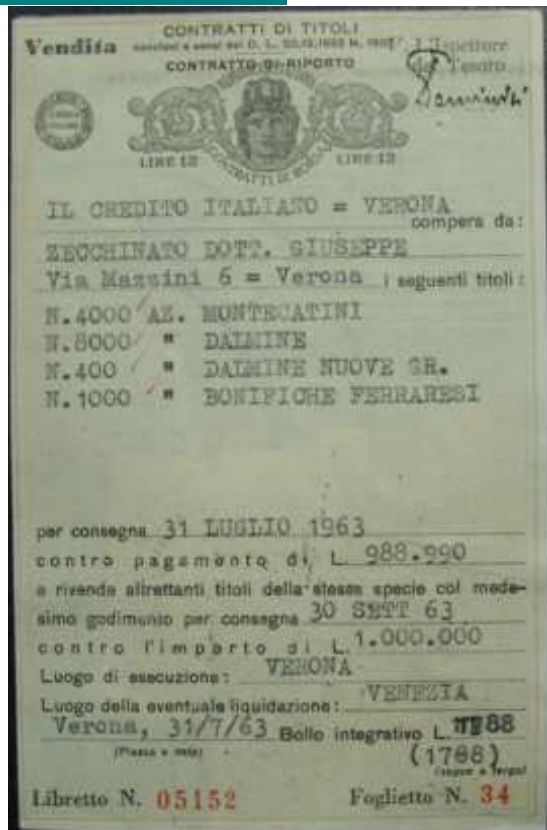 CONTRATTI DI TITOLI
Vendita
L'Ispettore
del Tesoro
CONTRATTO DI RIPORTO
LIRE 12
CONTRATTI DI BORSA
LIRE 12
IL CREDITO ITALIANO = VERONA
compera da:
ZECCHINATO DOTT. GIUSEPPE
Via Mazzini 6 = Verona i seguenti titoli:
N.4000 AZ. MONTECATINI
N.8000 " DALMINE
N.400 " DALMINE NUOVE GR.
N.1000 " BONIFICHE FERRARESI
per consegna 31 LUGLIO 1963
contro pagamento di L. 988.990
e rivende altrettanti titoli della stessa specie col mede-
simo godimento per consegna 30 SETT 63
contro l'importo di L. 1.000.000
Luogo di esecuzione: VERONA
Luogo della eventuale liquidazione: VENEZIA
Verona, 31/7/63 Bollo integrativo L. 1788
(Piazza e data)
(1788)
(segue a tergo)
Libretto N. 05152 Foglietto N. 34